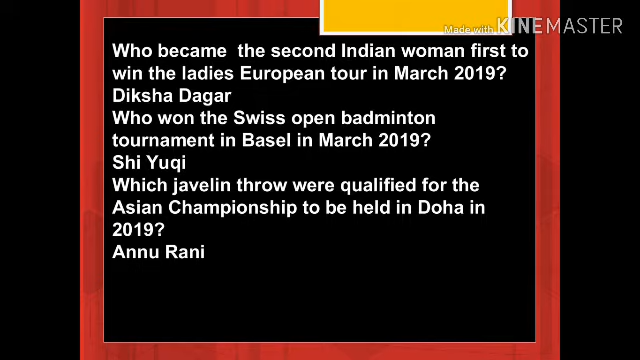 Made with KINEMASTER
Who became the second Indian woman first to
win the ladies European tour in March 2019?
Diksha Dagar
Who won the Swiss open badminton
tournament in Basel in March 2019?
Shi Yuqi
Which javelin throw were qualified for the
Asian Championship to be held in Doha in
2019?
Annu Rani